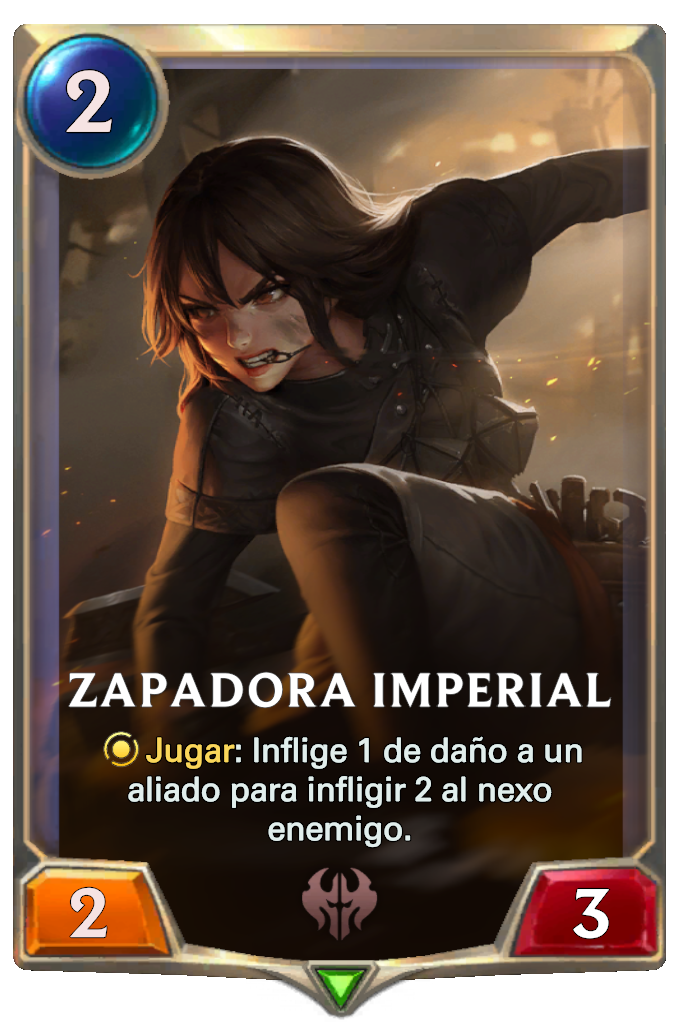 2
ZAPADORA IMPERIAL
Jugar: Inflige 1 de daño a un
aliado para infligir 2 al nexo
enemigo.
2
3